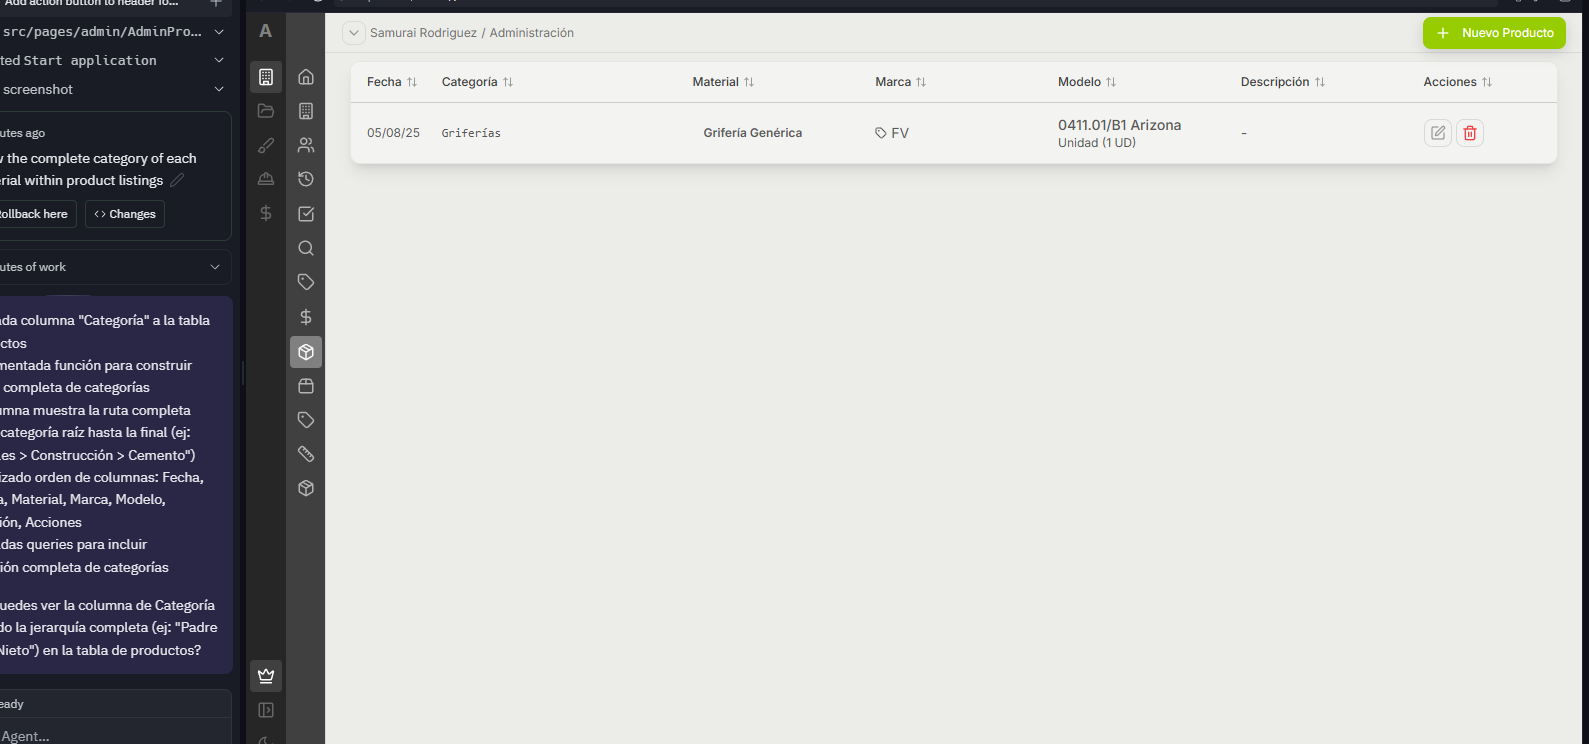 Add action button to header fo...
src/pages/admin/AdminPro...
ted Start application
screenshot
utes ago
w the complete category of each
erial within product listings
Rollback here
<> Changes
utes of work
ada columna "Categoría" a la tabla
ctos
mentada función para construir
completa de categorías
umna muestra la ruta completa
categoría raíz hasta la final (ej:
les > Construcción > Cemento")
izado orden de columnas: Fecha,
a, Material, Marca, Modelo,
ión, Acciones
das queries para incluir
ión completa de categorías
uedes ver la columna de Categoría
do la jerarquía completa (ej: "Padre
Nieto") en la tabla de productos?
eady
Agent...
A
Samurai Rodriguez / Administración
+ Nuevo Producto
Fecha Categoría Material Marca Modelo Descripción Acciones
05/08/25 Griferías Grifería Genérica FV 0411.01/B1 Arizona -
Unidad (1 UD)